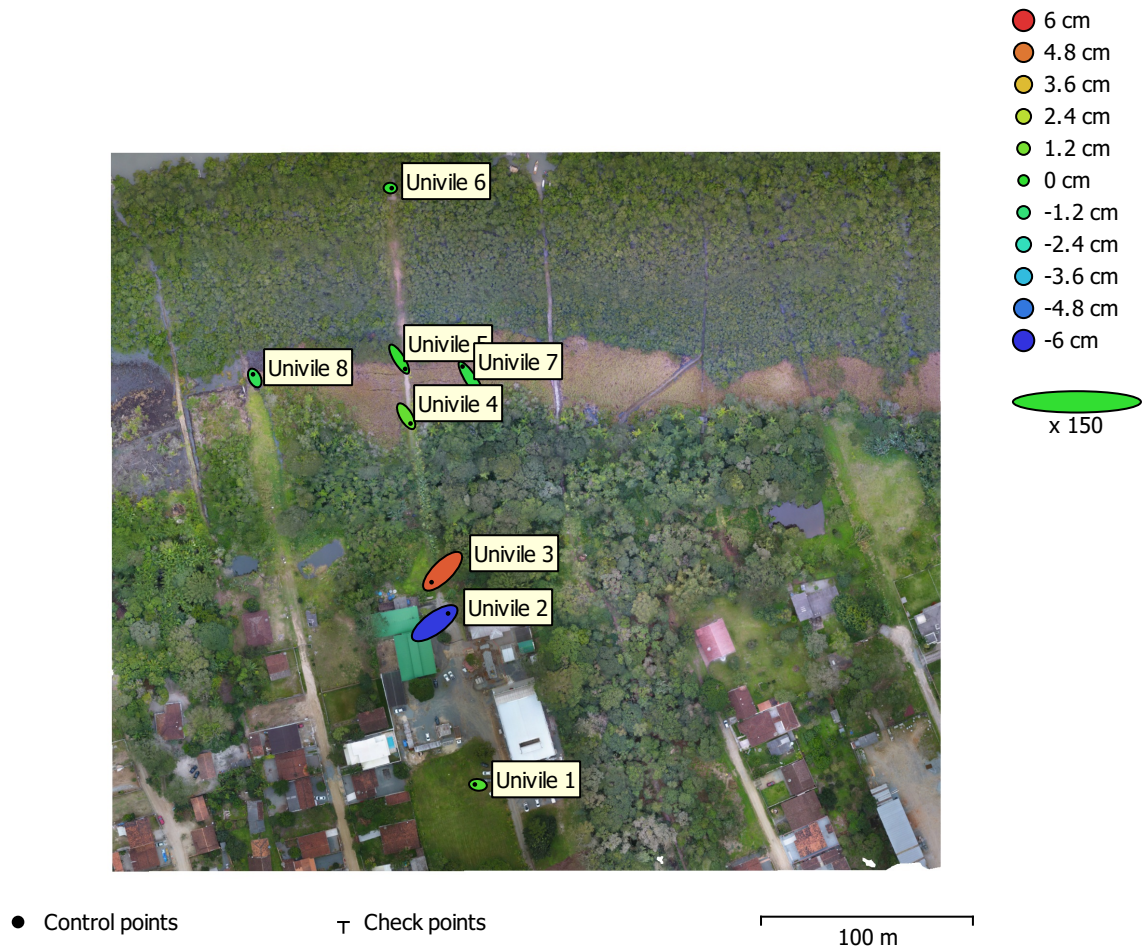 6 cm
4.8 cm
3.6 cm
2.4 cm
1.2 cm
0 cm
-1.2 cm
-2.4 cm
-3.6 cm
-4.8 cm
-6 cm
x 150
Univile 6
Univile 5
Univile 7
Univile 8
Univile 4
Univile 3
Univile 2
Univile 1
Control points
Check points
100 m